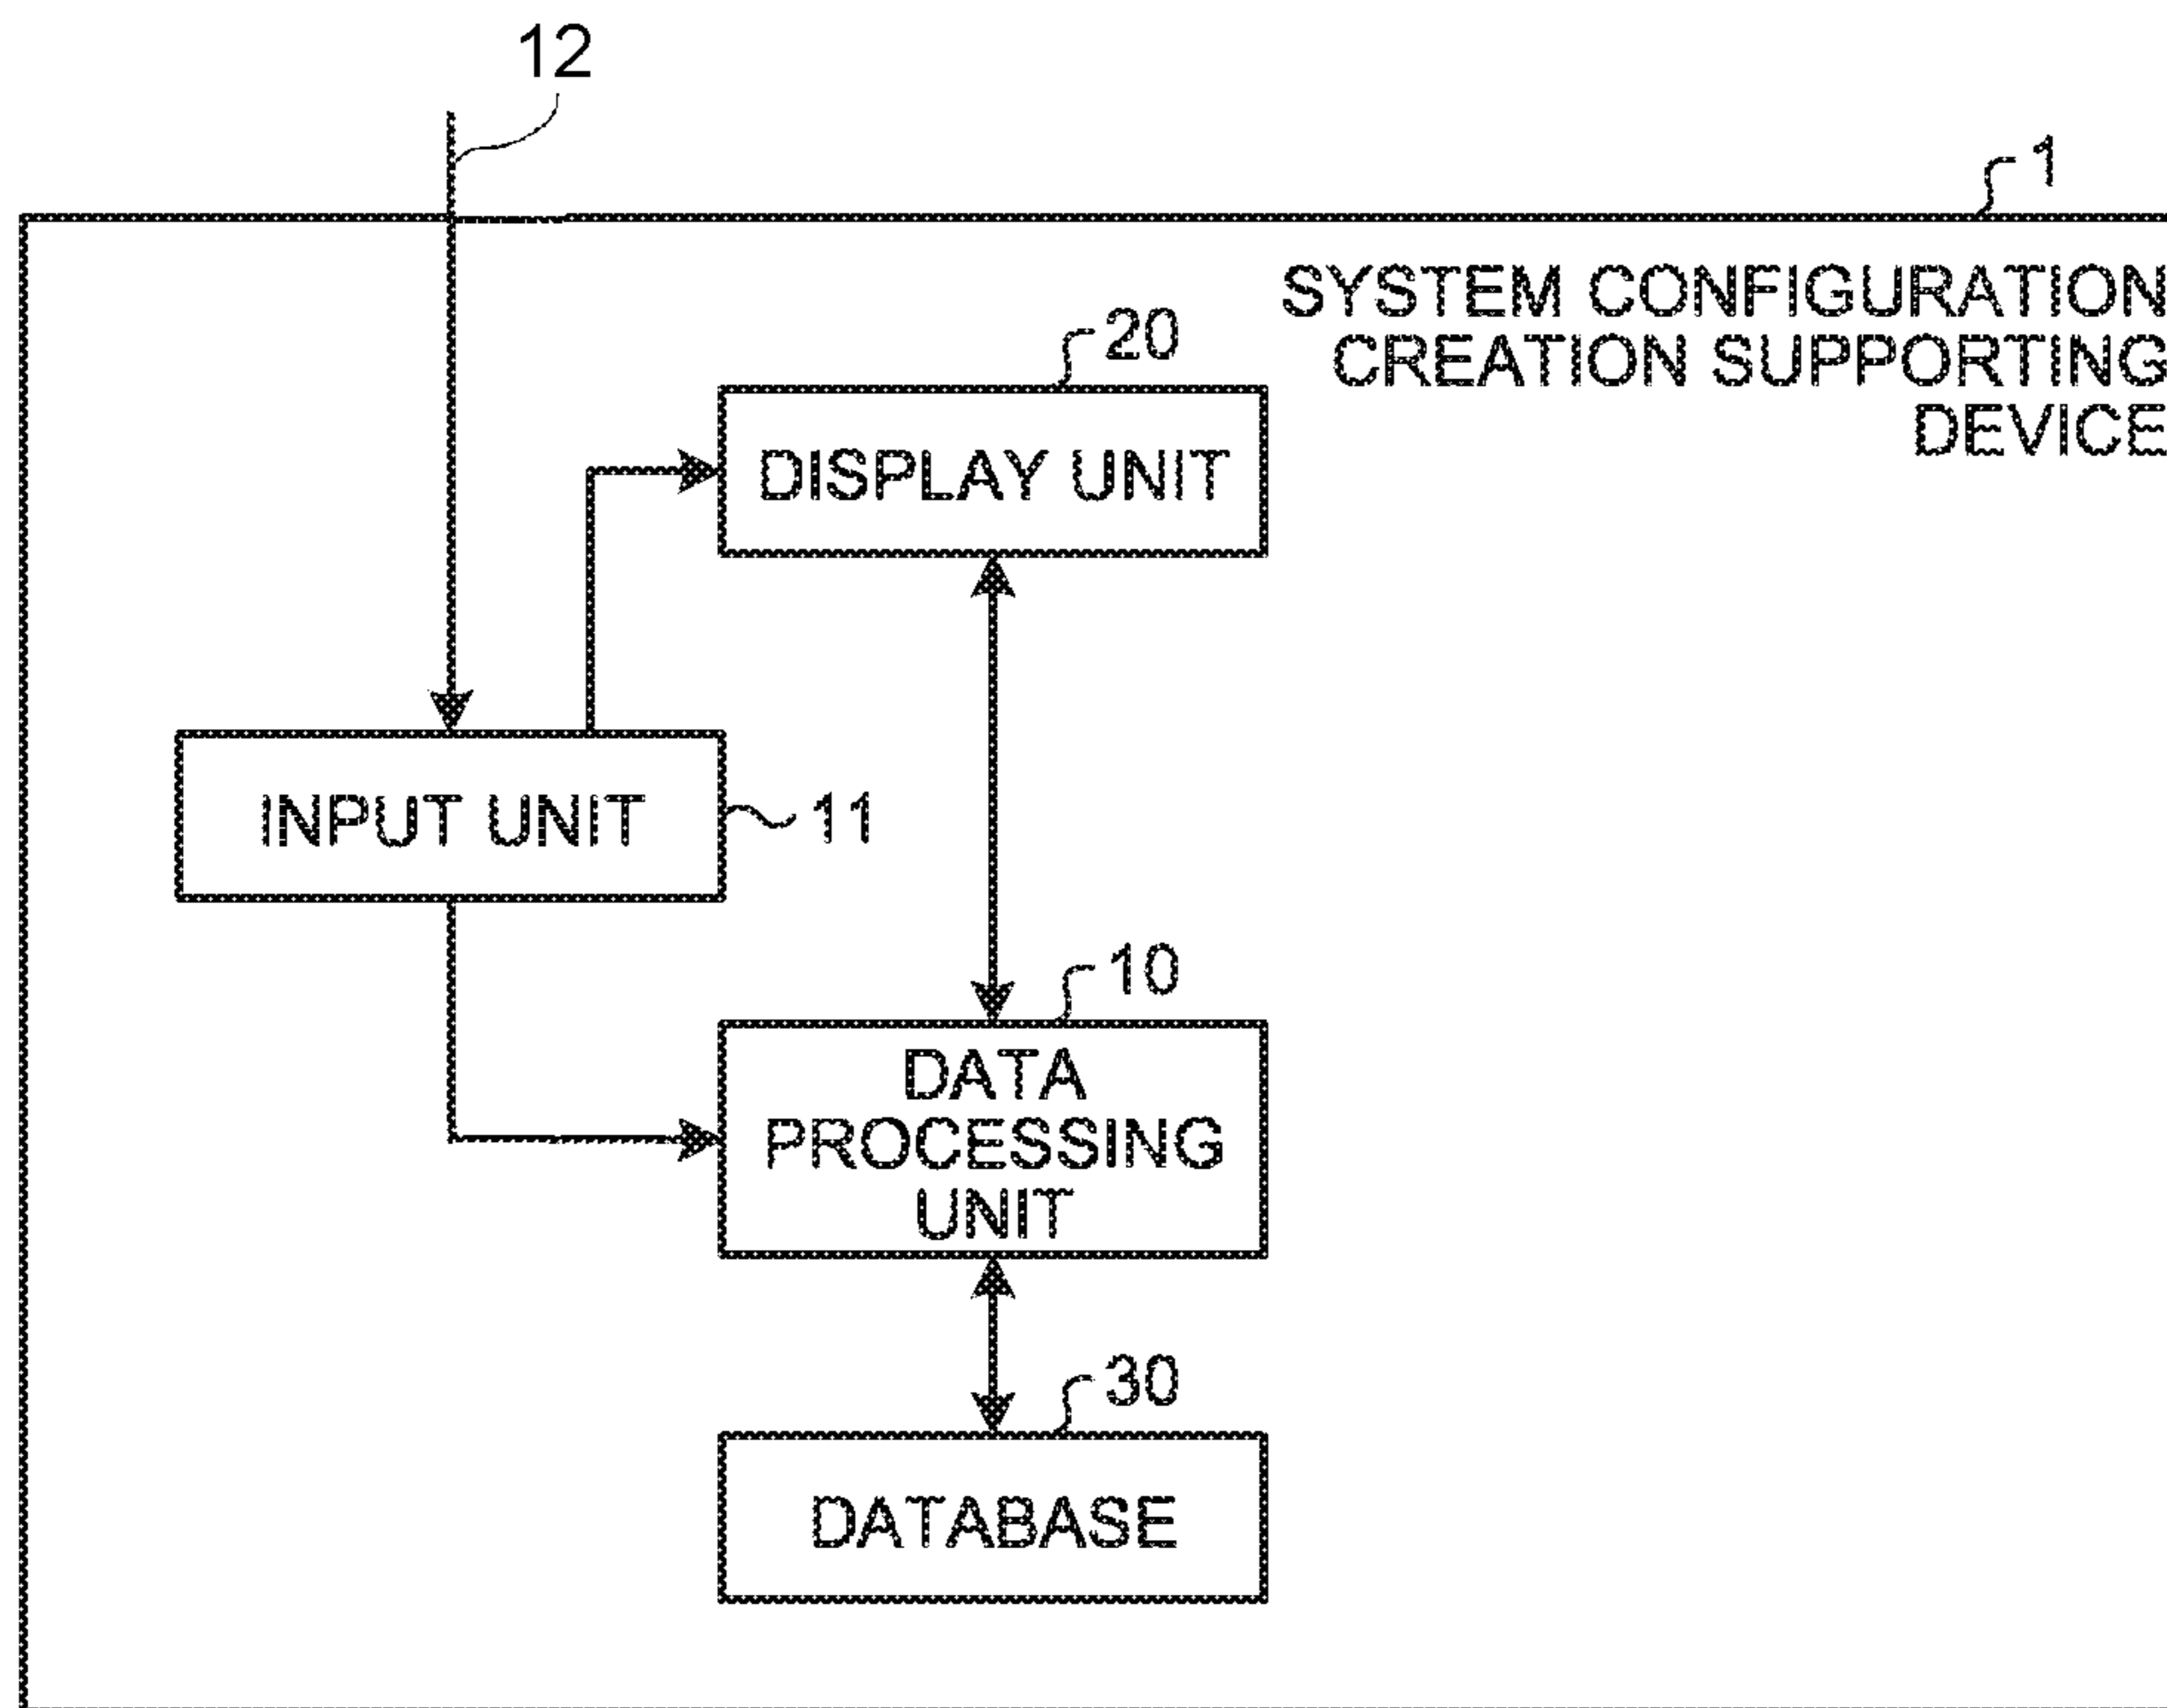 12
1
SYSTEM CONFIGURATION
CREATION SUPPORTING
DEVICE
20
DISPLAY UNIT
INPUT UNIT
11
10
DATA
PROCESSING
UNIT
30
DATABASE